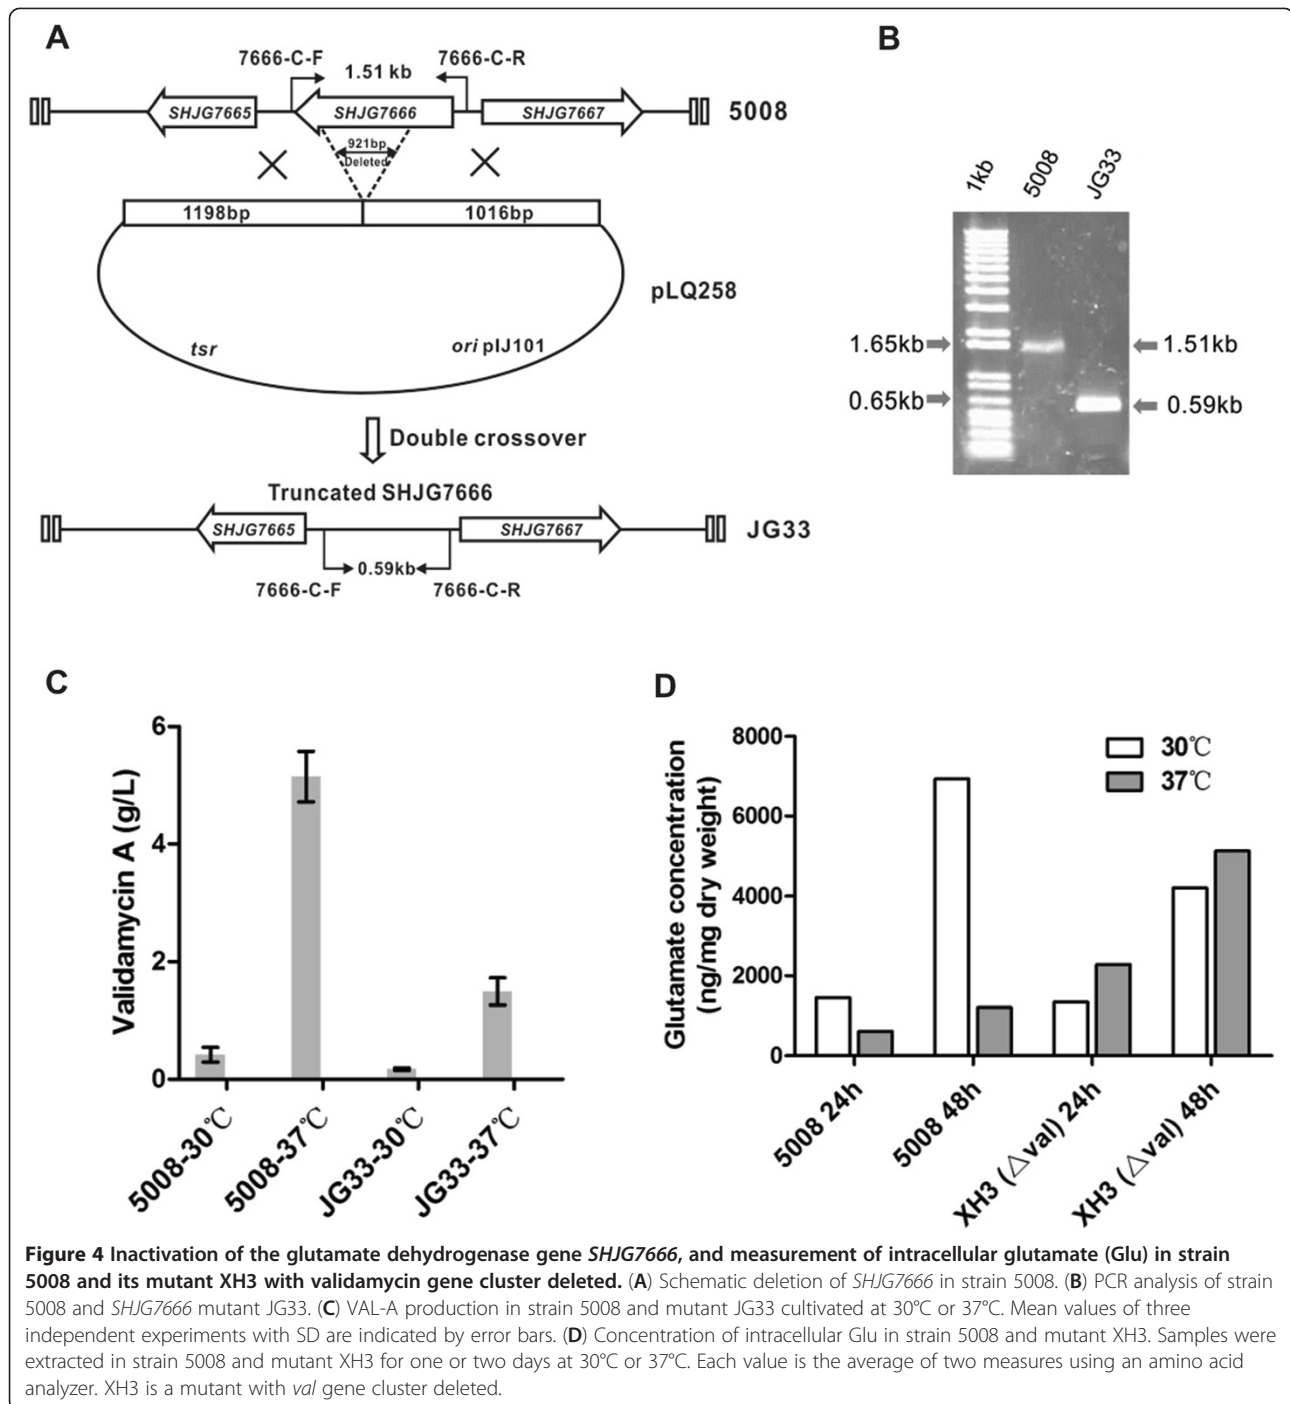 A
7666-C-F
1.51 kb
7666-C-R
SHJG7665
SHJG7666
SHJG7667
5008
921bp
Deleted
1198bp
1016bp
pLQ258
tsr
ori pIJ101
Double crossover
Truncated SHJG7666
SHJG7665
SHJG7667
JG33
0.59kb
7666-C-F
7666-C-R
B
1kb
5008
JG33
1.65kb
1.51kb
0.65kb
0.59kb
C
Validamycin A (g/L)
6
4
2
0
5008-30℃
5008-37℃
JG33-30℃
JG33-37℃
D
Glutamate concentration
(ng/mg dry weight)
8000
6000
4000
2000
0
30℃
37℃
5008 24h
5008 48h
XH3 (△val) 24h
XH3 (△val) 48h
Figure 4 Inactivation of the glutamate dehydrogenase gene SHJG7666, and measurement of intracellular glutamate (Glu) in strain
5008 and its mutant XH3 with validamycin gene cluster deleted. (A) Schematic deletion of SHJG7666 in strain 5008. (B) PCR analysis of strain
5008 and SHJG7666 mutant JG33. (C) VAL-A production in strain 5008 and mutant JG33 cultivated at 30°C or 37°C. Mean values of three
independent experiments with SD are indicated by error bars. (D) Concentration of intracellular Glu in strain 5008 and mutant XH3. Samples were
extracted in strain 5008 and mutant XH3 for one or two days at 30°C or 37°C. Each value is the average of two measures using an amino acid
analyzer. XH3 is a mutant with val gene cluster deleted.